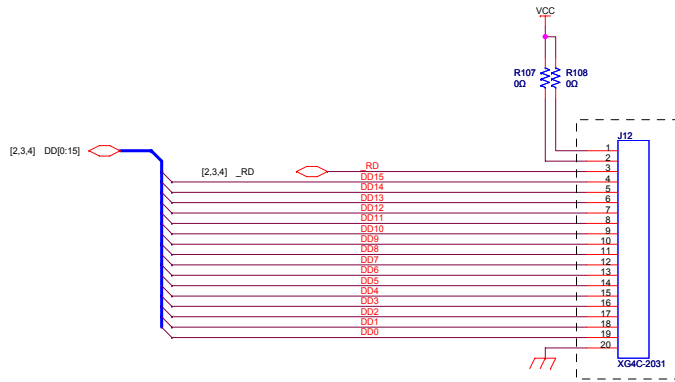 VCC
R107
0Ω
R108
0Ω
J12
[2,3,4] DD[0:15]
[2,3,4] _RD
_RD
DD15
DD14
DD13
DD12
DD11
DD10
DD9
DD8
DD7
DD6
DD5
DD4
DD3
DD2
DD1
DD0
1
2
3
4
5
6
7
8
9
10
11
12
13
14
15
16
17
18
19
20
XG4C-2031